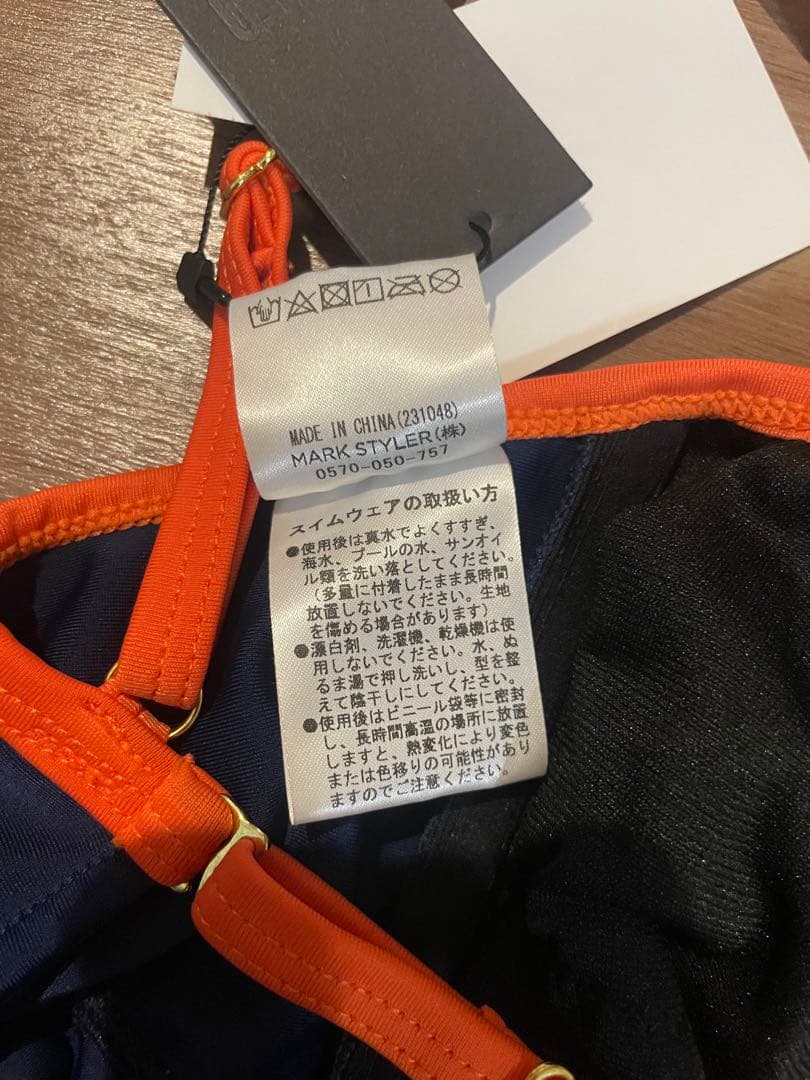 MADE IN CHINA(231048)
MARK STYLER(株)
0570-050-757
スイムウェアの取扱い方
●使用後は真水でよくすすぎ、
海水、プールの水、サンオイ
ル類を洗い落としてください。
(多量に付着したまま長時間
放置しないでください。生地
を傷める場合があります)
●漂白剤、洗濯機、乾燥機は使
用しないでください。水、ぬ
るま湯で押し洗いし、型を整
えて陰干しにしてください。
●使用後はビニール袋等に密封
し、長時間高温の場所に放置
しますと、熱変化により変色
または色移りの可能性があり
ますのでご注意ください。